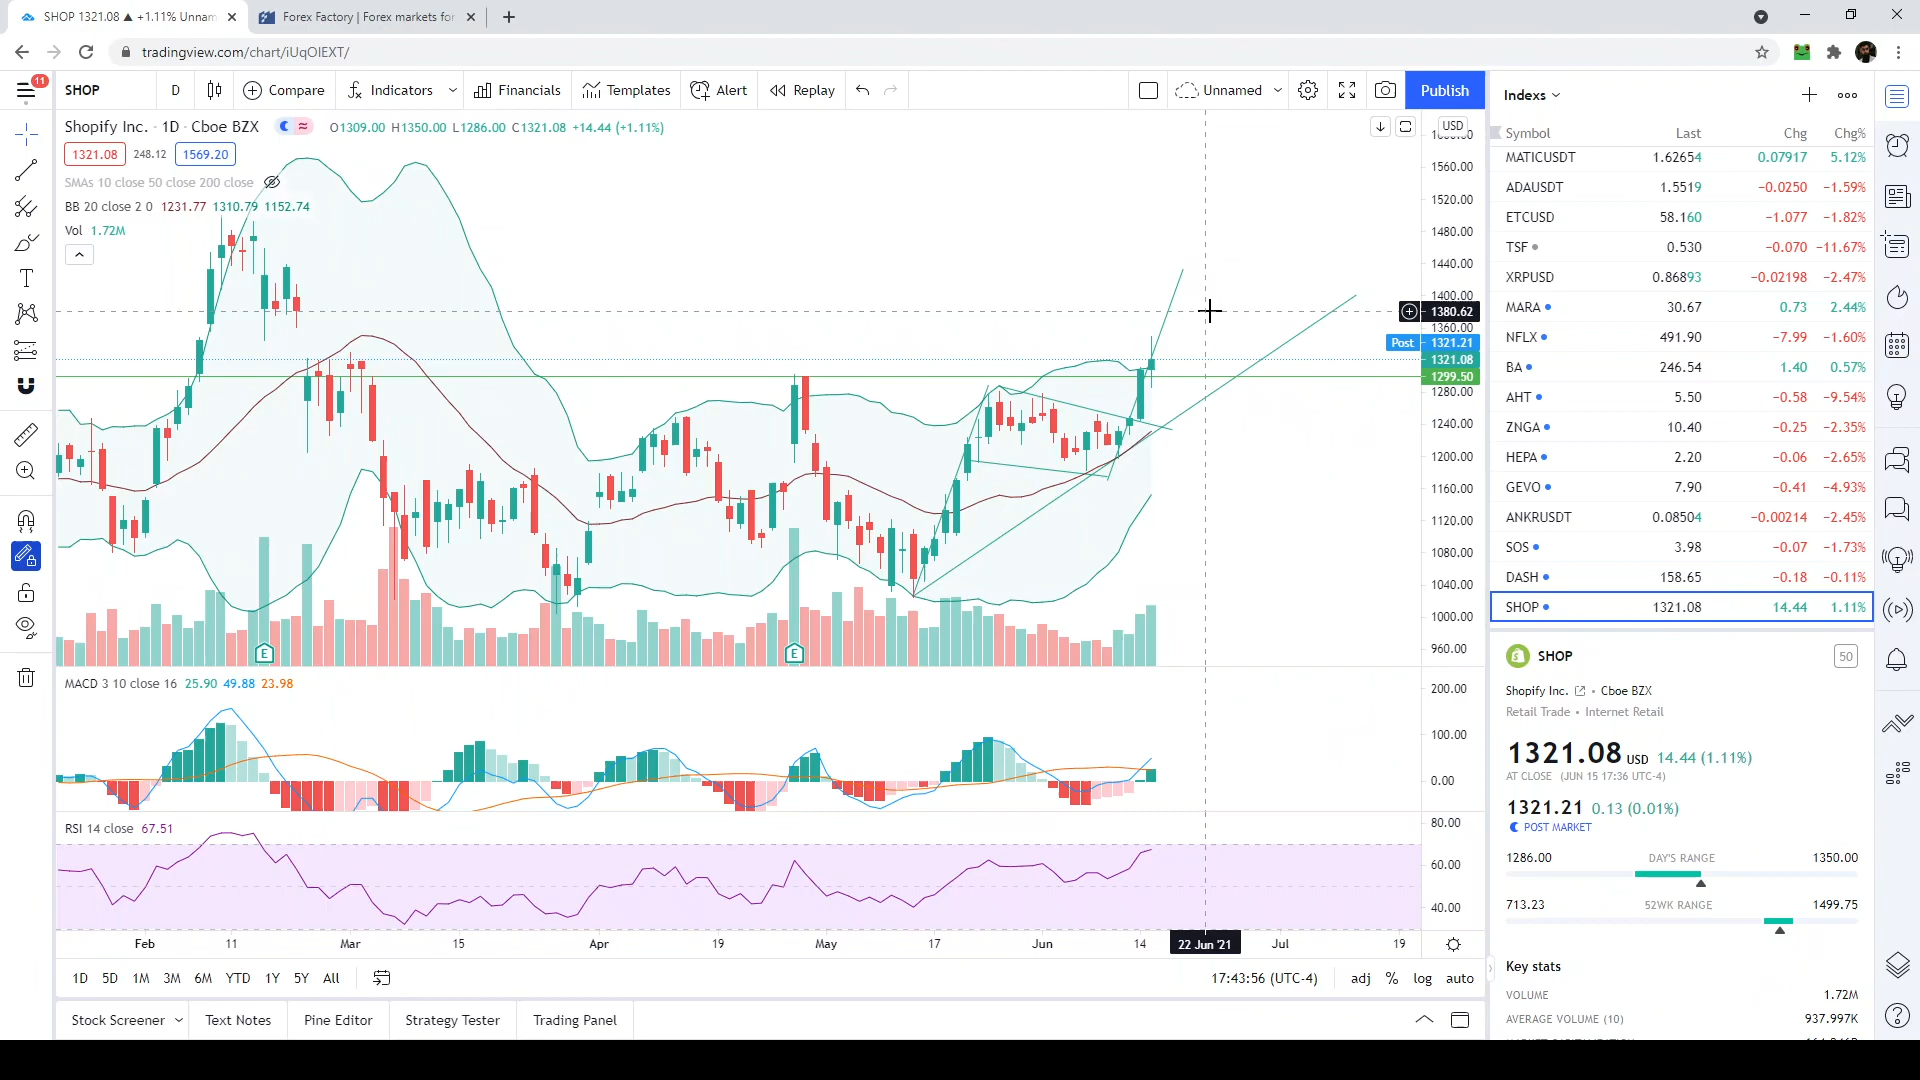 SHOP 1321.08 ▲ +1.11% Unnam
Forex Factory | Forex markets for
tradingview.com/chart/iUqOIEXT/
11
SHOP
D
Compare
Indicators
Financials
Templates
Alert
Replay
Unnamed
Publish
Shopify Inc. · 1D · Cboe BZX
O1309.00 H1350.00 L1286.00 C1321.08 +14.44 (+1.11%)
1321.08
248.12
1569.20
SMAs 10 close 50 close 200 close
BB 20 close 2 0 1231.77 1310.79 1152.74
Vol 1.72M
USD
1560.00
1520.00
1480.00
1440.00
1400.00
1380.62
1360.00
Post 1321.21
1321.08
1299.50
1280.00
1240.00
1200.00
1160.00
1120.00
1080.00
1040.00
1000.00
960.00
E
E
MACD 3 10 close 16 25.90 49.88 23.98
200.00
100.00
0.00
RSI 14 close 67.51
80.00
60.00
40.00
Feb
11
Mar
15
Apr
19
May
17
Jun
14
22 Jun '21
Jul
19
1D
5D
1M
3M
6M
YTD
1Y
5Y
All
17:43:56 (UTC-4)
adj
%
log
auto
Stock Screener
Text Notes
Pine Editor
Strategy Tester
Trading Panel
Indexs
Symbol Last Chg Chg%
MATICUSDT 1.62654 0.07917 5.12%
ADAUSDT 1.5519 −0.0250 −1.59%
ETCUSD 58.160 −1.077 −1.82%
TSF 0.530 −0.070 −11.67%
XRPUSD 0.86893 −0.02198 −2.47%
MARA 30.67 0.73 2.44%
NFLX 491.90 −7.99 −1.60%
BA 246.54 1.40 0.57%
AHT 5.50 −0.58 −9.54%
ZNGA 10.40 −0.25 −2.35%
HEPA 2.20 −0.06 −2.65%
GEVO 7.90 −0.41 −4.93%
ANKRUSDT 0.08504 −0.00214 −2.45%
SOS 3.98 −0.07 −1.73%
DASH 158.65 −0.18 −0.11%
SHOP 1321.08 14.44 1.11%
SHOP
50
Shopify Inc. • Cboe BZX
Retail Trade • Internet Retail
1321.08 USD 14.44 (1.11%)
AT CLOSE (JUN 15 17:36 UTC-4)
1321.21 0.13 (0.01%)
POST MARKET
1286.00 DAY'S RANGE 1350.00
713.23 52WK RANGE 1499.75
Key stats
VOLUME 1.72M
AVERAGE VOLUME (10) 937.997K